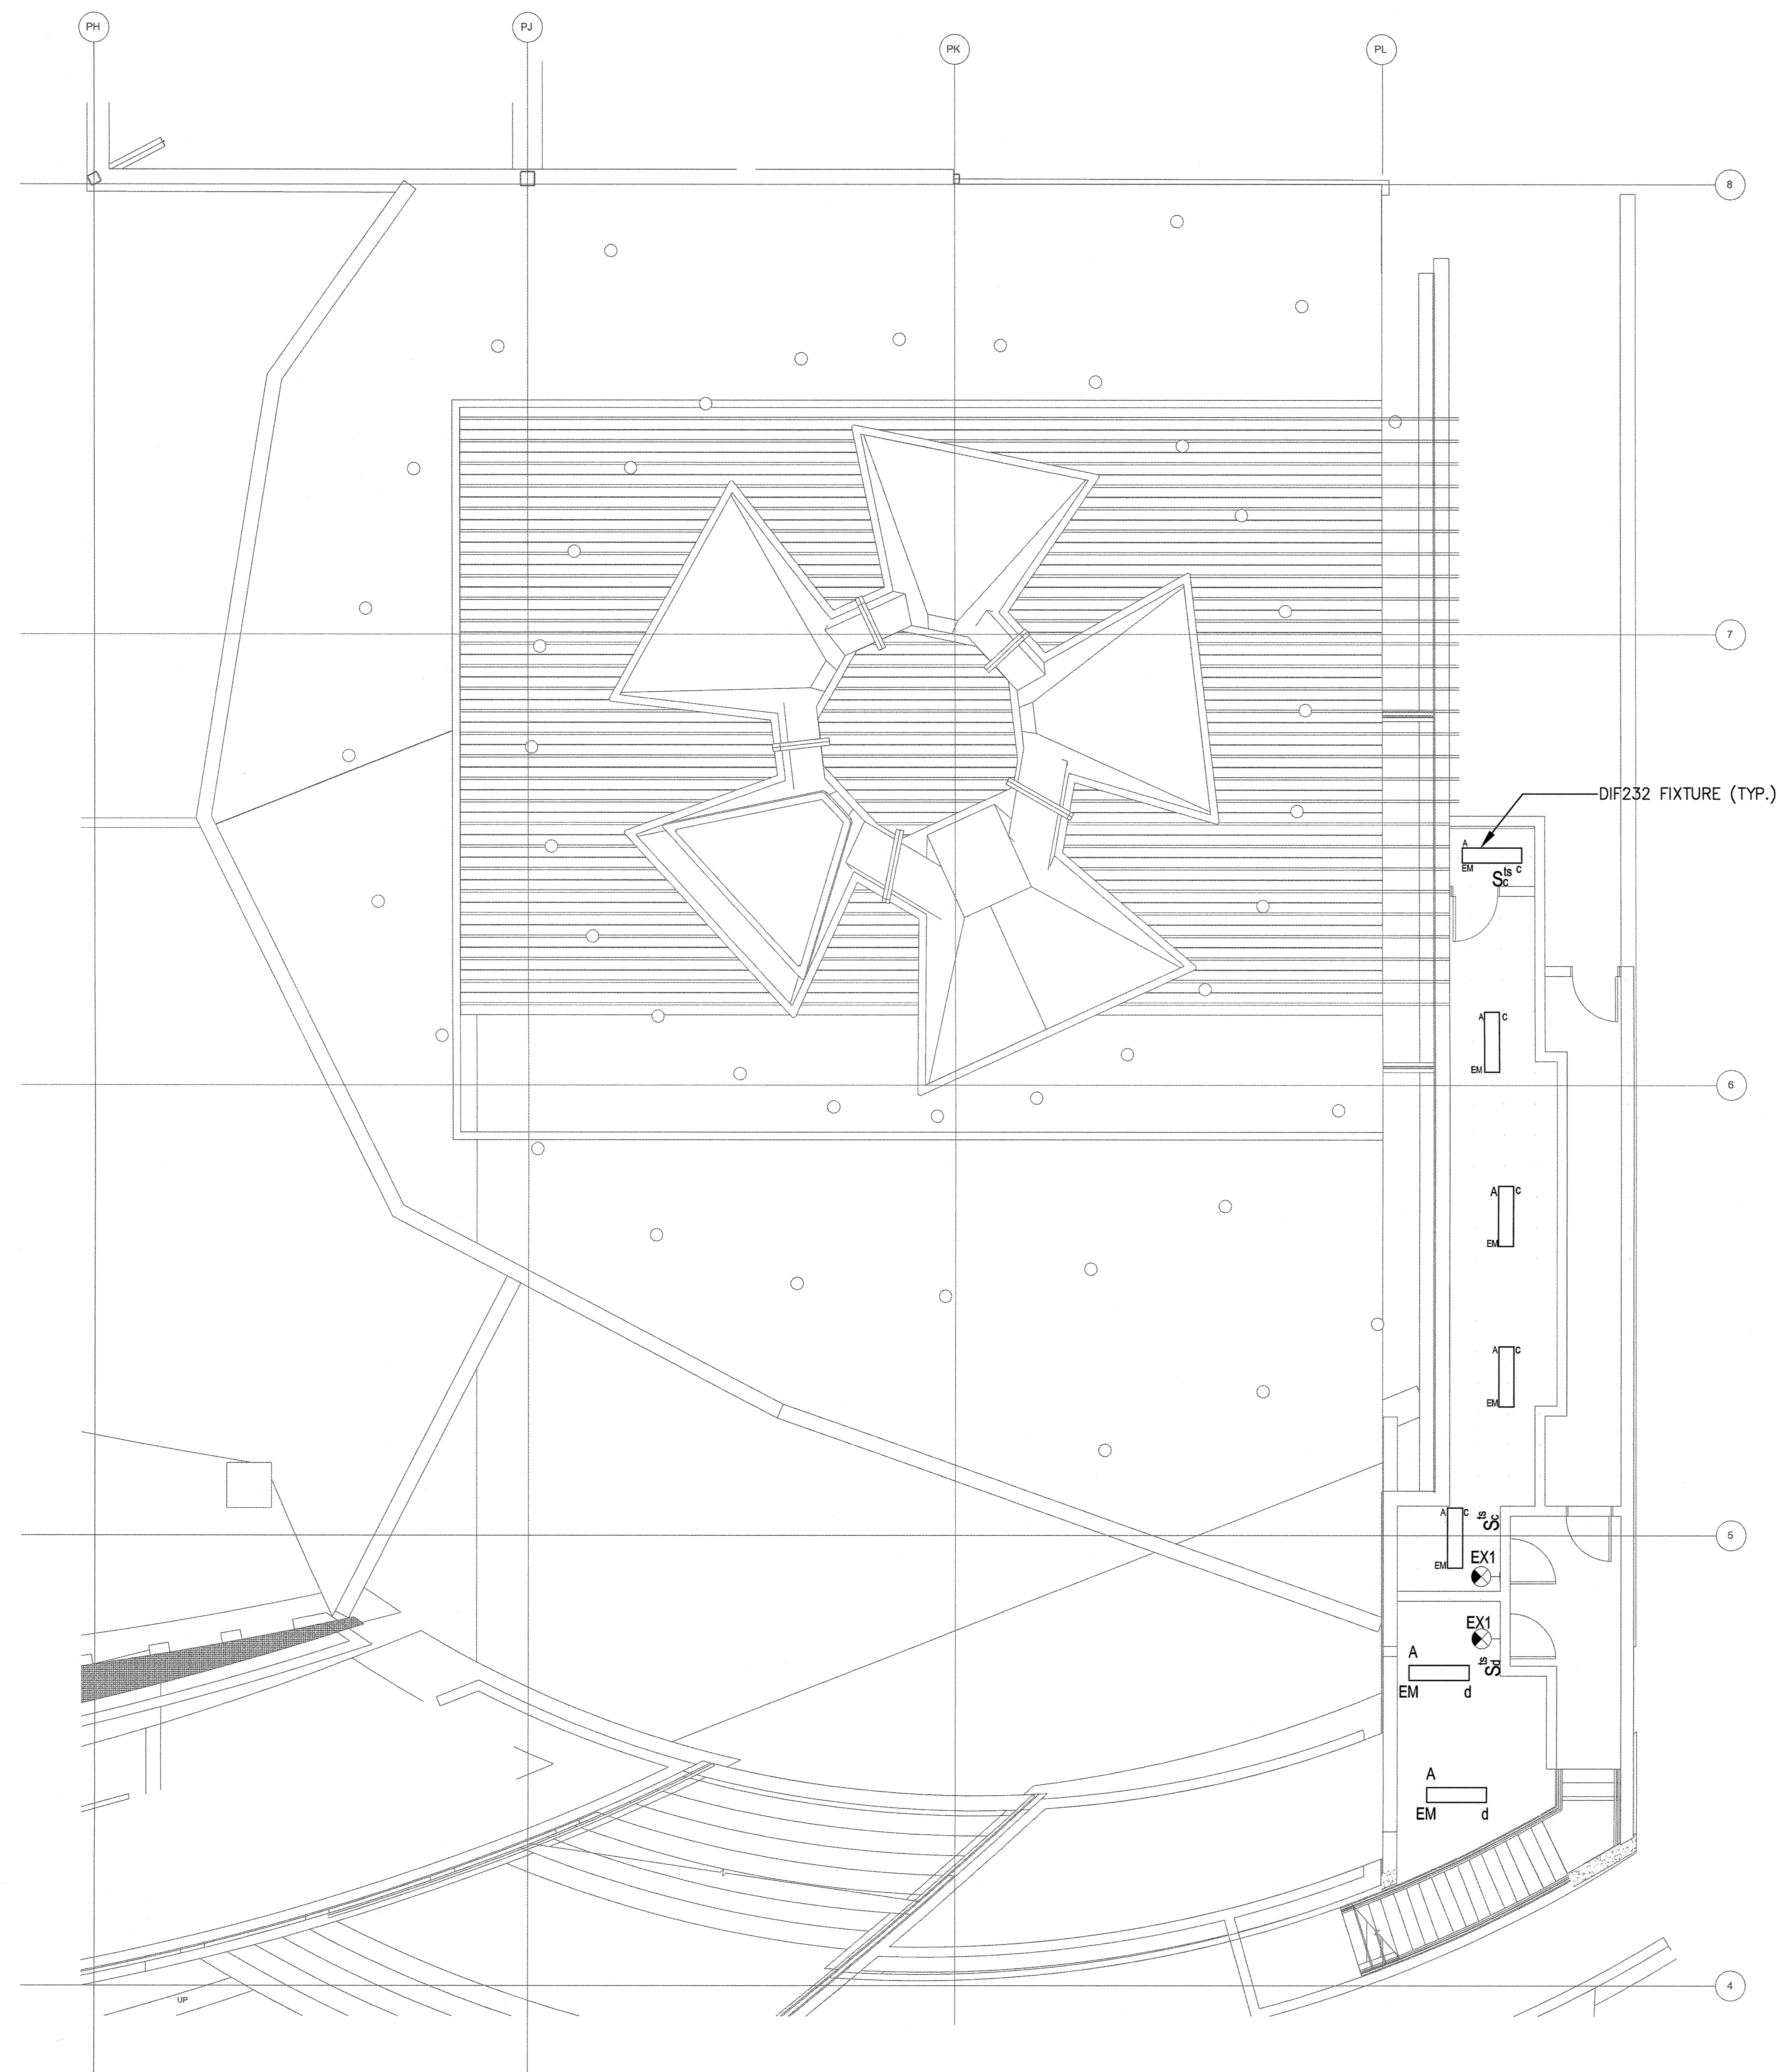 PH
PJ
PK
PL
8
7
DIF232 FIXTURE (TYP.)
A
EM
c
S ts c
A
c
EM
6
A
c
EM
A
c
EM
A
c
S ts c
EM
5
EX1
EX1
A
S ts d
EM
d
A
EM
d
4
UP